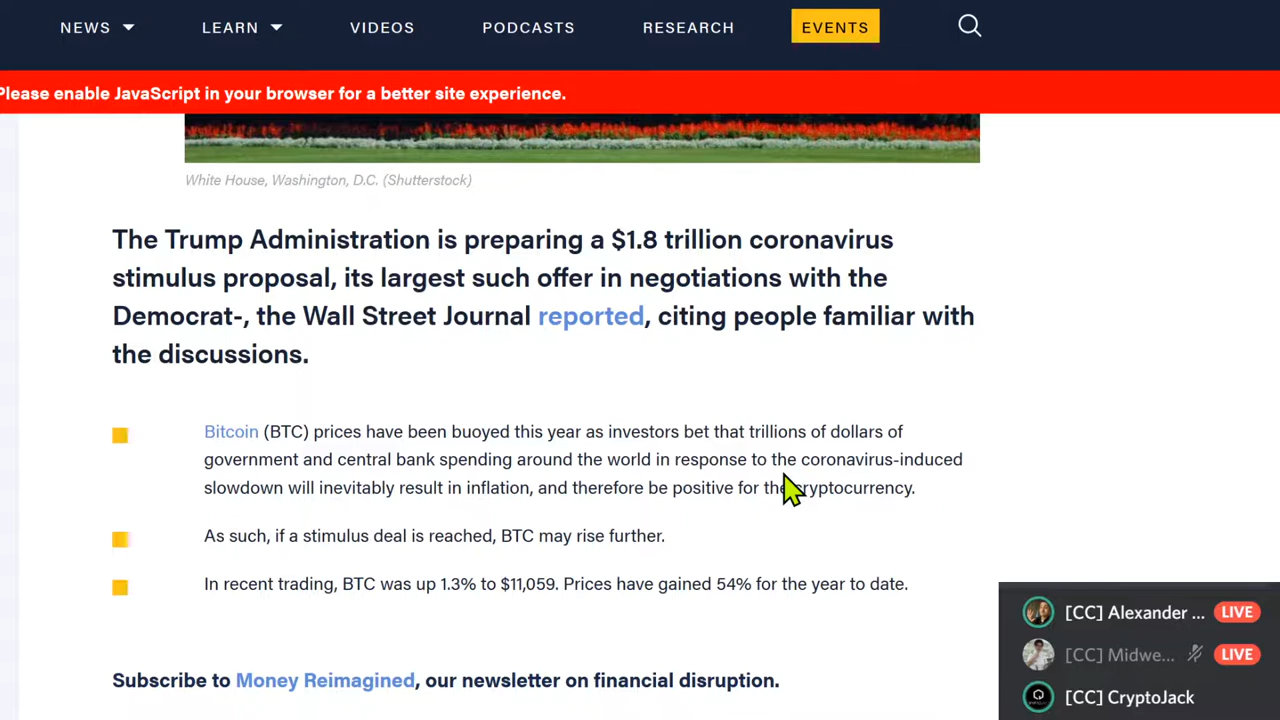 NEWS LEARN VIDEOS PODCASTS RESEARCH EVENTS
Please enable JavaScript in your browser for a better site experience.
White House, Washington, D.C. (Shutterstock)
The Trump Administration is preparing a $1.8 trillion coronavirus
stimulus proposal, its largest such offer in negotiations with the
Democrat-, the Wall Street Journal reported, citing people familiar with
the discussions.
Bitcoin (BTC) prices have been buoyed this year as investors bet that trillions of dollars of
government and central bank spending around the world in response to the coronavirus-induced
slowdown will inevitably result in inflation, and therefore be positive for the cryptocurrency.
As such, if a stimulus deal is reached, BTC may rise further.
In recent trading, BTC was up 1.3% to $11,059. Prices have gained 54% for the year to date.
[CC] Alexander ... LIVE
[CC] Midwe... LIVE
[CC] CryptoJack
Subscribe to Money Reimagined, our newsletter on financial disruption.